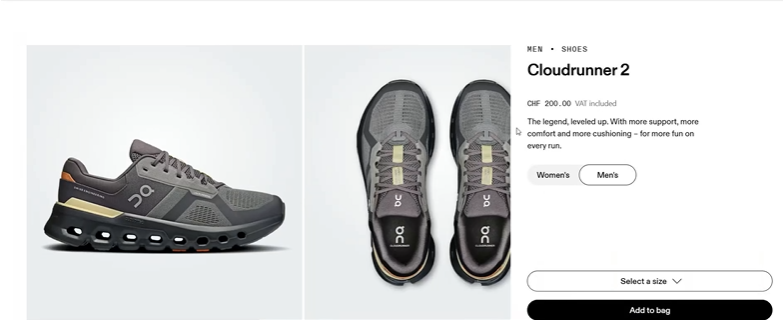 MEN • SHOES
Cloudrunner 2
CHF 200.00 VAT included
The legend, leveled up. With more support, more
comfort and more cushioning – for more fun on
every run.
Women's Men's
Select a size
Add to bag